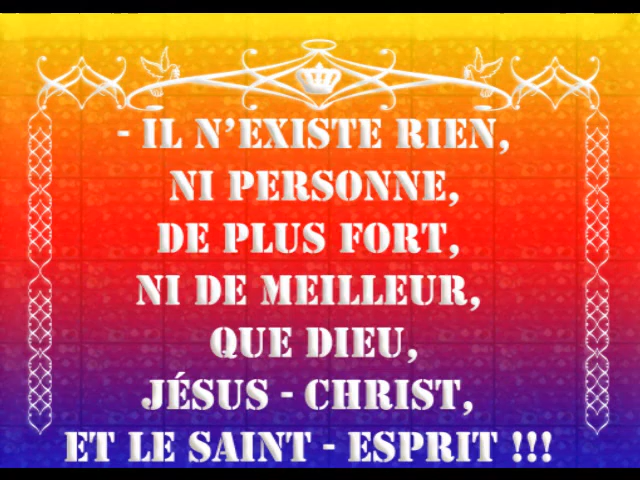 - IL N'EXISTE RIEN,
NI PERSONNE,
DE PLUS FORT,
NI DE MEILLEUR,
QUE DIEU,
JÉSUS - CHRIST,
ET LE SAINT - ESPRIT !!!